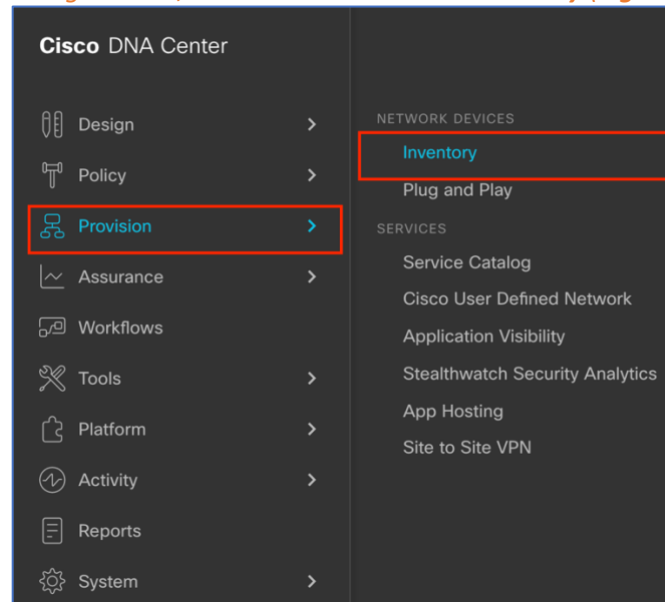 Cisco DNA Center
Design
Policy
Provision
Assurance
Workflows
Tools
Platform
Activity
Reports
System
NETWORK DEVICES
Inventory
Plug and Play
SERVICES
Service Catalog
Cisco User Defined Network
Application Visibility
Stealthwatch Security Analytics
App Hosting
Site to Site VPN